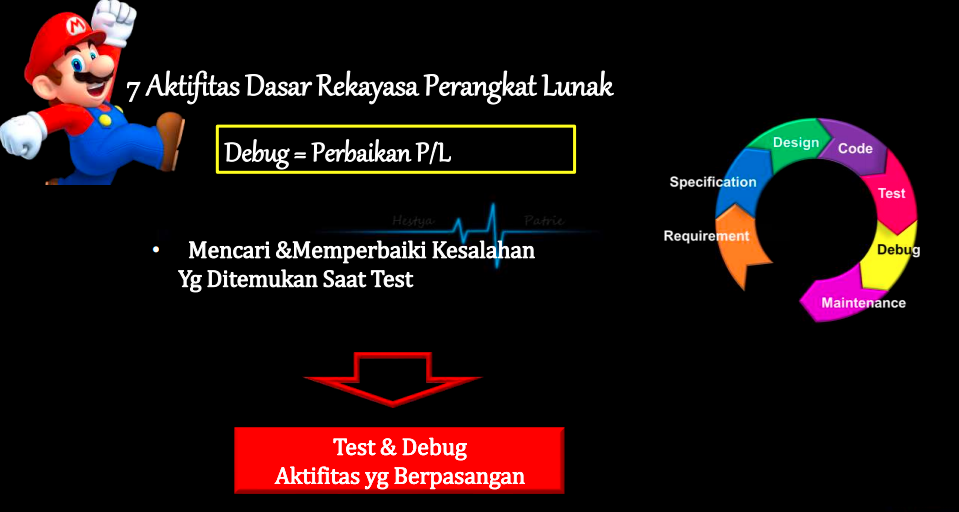 7 Aktifitas Dasar Rekayasa Perangkat Lunak
Debug = Perbaikan P/L
Hestya Patrie
• Mencari &Memperbaiki Kesalahan
Yg Ditemukan Saat Test
Test & Debug
Aktifitas yg Berpasangan
Requirement
Specification
Design
Code
Test
Debug
Maintenance
M